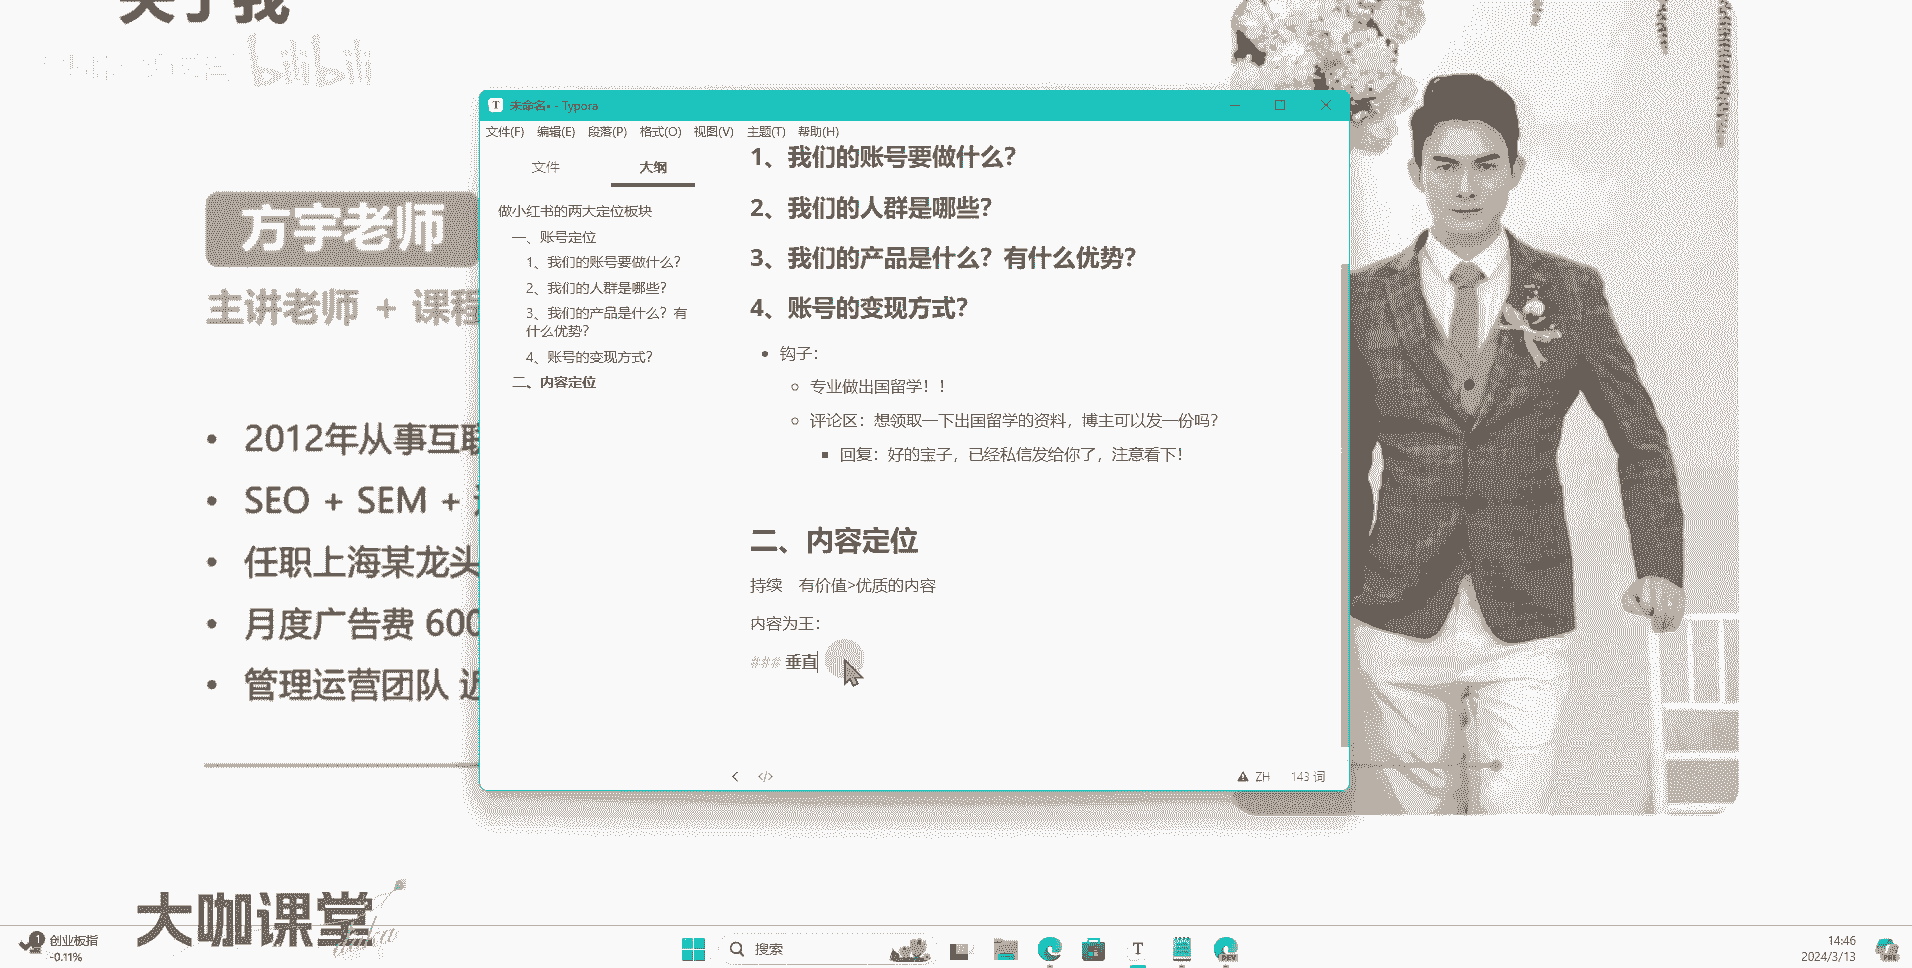 关于我
bilibili
方宇老师
主讲老师 + 课程
2012年从事互联
SEO + SEM +
任职上海某龙头
月度广告费 600
管理运营团队 近
大咖课堂
未命名• - Typora
文件(F) 编辑(E) 段落(P) 格式(O) 视图(V) 主题(T) 帮助(H)
文件 大纲
做小红书的两大定位板块
一、账号定位
1、我们的账号要做什么？
2、我们的人群是哪些？
3、我们的产品是什么？有
什么优势？
4、账号的变现方式？
二、内容定位
1、我们的账号要做什么？
2、我们的人群是哪些？
3、我们的产品是什么？有什么优势？
4、账号的变现方式？
钩子：
专业做出国留学！！
评论区：想领取一下出国留学的资料，博主可以发一份吗？
回复：好的宝子，已经私信发给你了，注意看下！
二、内容定位
持续 有价值>优质的内容
内容为王：
### 垂直
</> ZH 143 词
1 创业板指
-0.11%
搜索
T
DEV
14:46
2024/3/13
PRE